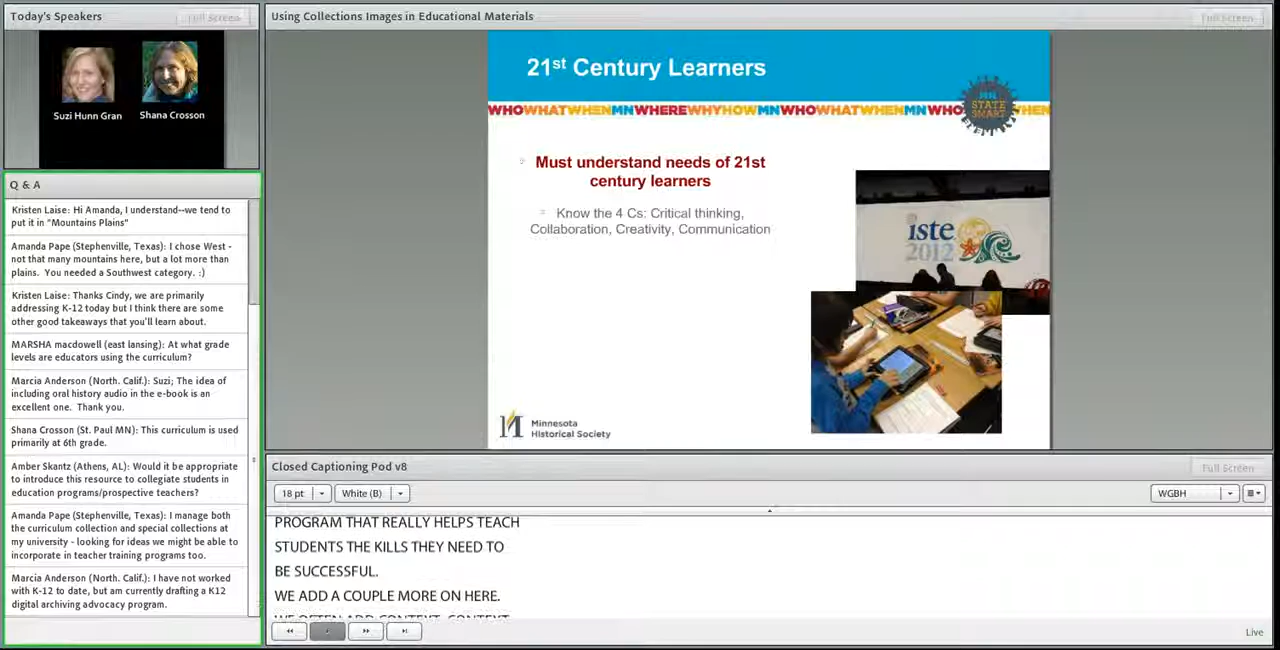 Today's Speakers
Full Screen
Suzi Hunn Gran
Shana Crosson
Q & A
Kristen Laise: Hi Amanda, I understand--we tend to
put it in "Mountains Plains"
Amanda Pape (Stephenville, Texas): I chose West -
not that many mountains here, but a lot more than
plains. You needed a Southwest category. :)
Kristen Laise: Thanks Cindy, we are primarily
addressing K-12 today but I think there are some
other good takeaways that you'll learn about.
MARSHA macdowell (east lansing): At what grade
levels are educators using the curriculum?
Marcia Anderson (North. Calif.): Suzi; The idea of
including oral history audio in the e-book is an
excellent one. Thank you.
Shana Crosson (St. Paul MN): This curriculum is used
primarily at 6th grade.
Amber Skantz (Athens, AL): Would it be appropriate
to introduce this resource to collegiate students in
education programs/prospective teachers?
Amanda Pape (Stephenville, Texas): I manage both
the curriculum collection and special collections at
my university - looking for ideas we might be able to
incorporate in teacher training programs too.
Marcia Anderson (North. Calif.): I have not worked
with K-12 to date, but am currently drafting a K12
digital archiving advocacy program.
Using Collections Images in Educational Materials
Full Screen
21st Century Learners
WHOWHATWHENMNWHEREWHYHOWMNWHOWHATWHENMNWHO
HEN
MN
STATE
SMART
Must understand needs of 21st
century learners
Know the 4 Cs: Critical thinking,
Collaboration, Creativity, Communication
iste
2012
Minnesota
Historical Society
Closed Captioning Pod v8
Full Screen
18 pt
White (B)
WGBH
PROGRAM THAT REALLY HELPS TEACH
STUDENTS THE KILLS THEY NEED TO
BE SUCCESSFUL.
WE ADD A COUPLE MORE ON HERE.
WE OFTEN ADD CONTEXT, CONTEXT
Live